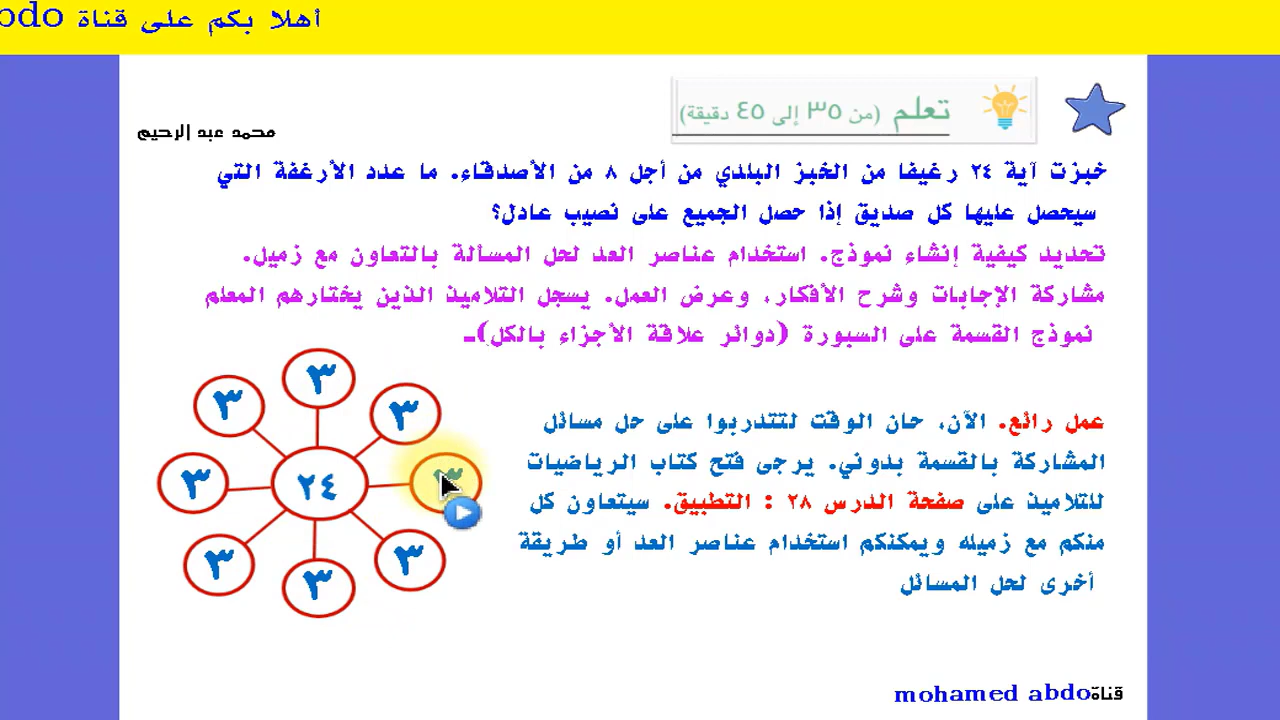 أهلا بكم على قناة bdo
تعلم (من ٣٥ إلى ٤٥ دقيقة)
محمد عبد الرحيم
خبزت آية ٢٤ رغيفا من الخبز البلدي من أجل ٨ من الأصدقاء. ما عدد الأرغفة التي
سيحصل عليها كل صديق إذا حصل الجميع على نصيب عادل؟
تحديد كيفية إنشاء نموذج. استخدام عناصر العد لحل المسألة بالتعاون مع زميل.
مشاركة الإجابات وشرح الأفكار، وعرض العمل. يسجل التلاميذ الذين يختارهم المعلم
نموذج القسمة على السبورة (دوائر علاقة الأجزاء بالكل)ـ
عمل رائع. الآن، حان الوقت لتتدربوا على حل مسائل
المشاركة بالقسمة بدوني. يرجى فتح كتاب الرياضيات
للتلاميذ على صفحة الدرس ٢٨ : التطبيق. سيتعاون كل
منكم مع زميله ويمكنكم استخدام عناصر العد أو طريقة
أخرى لحل المسائل
٣
٣
٣
٣
٢٤
٣
٣
٣
٣
قناة mohamed abdo